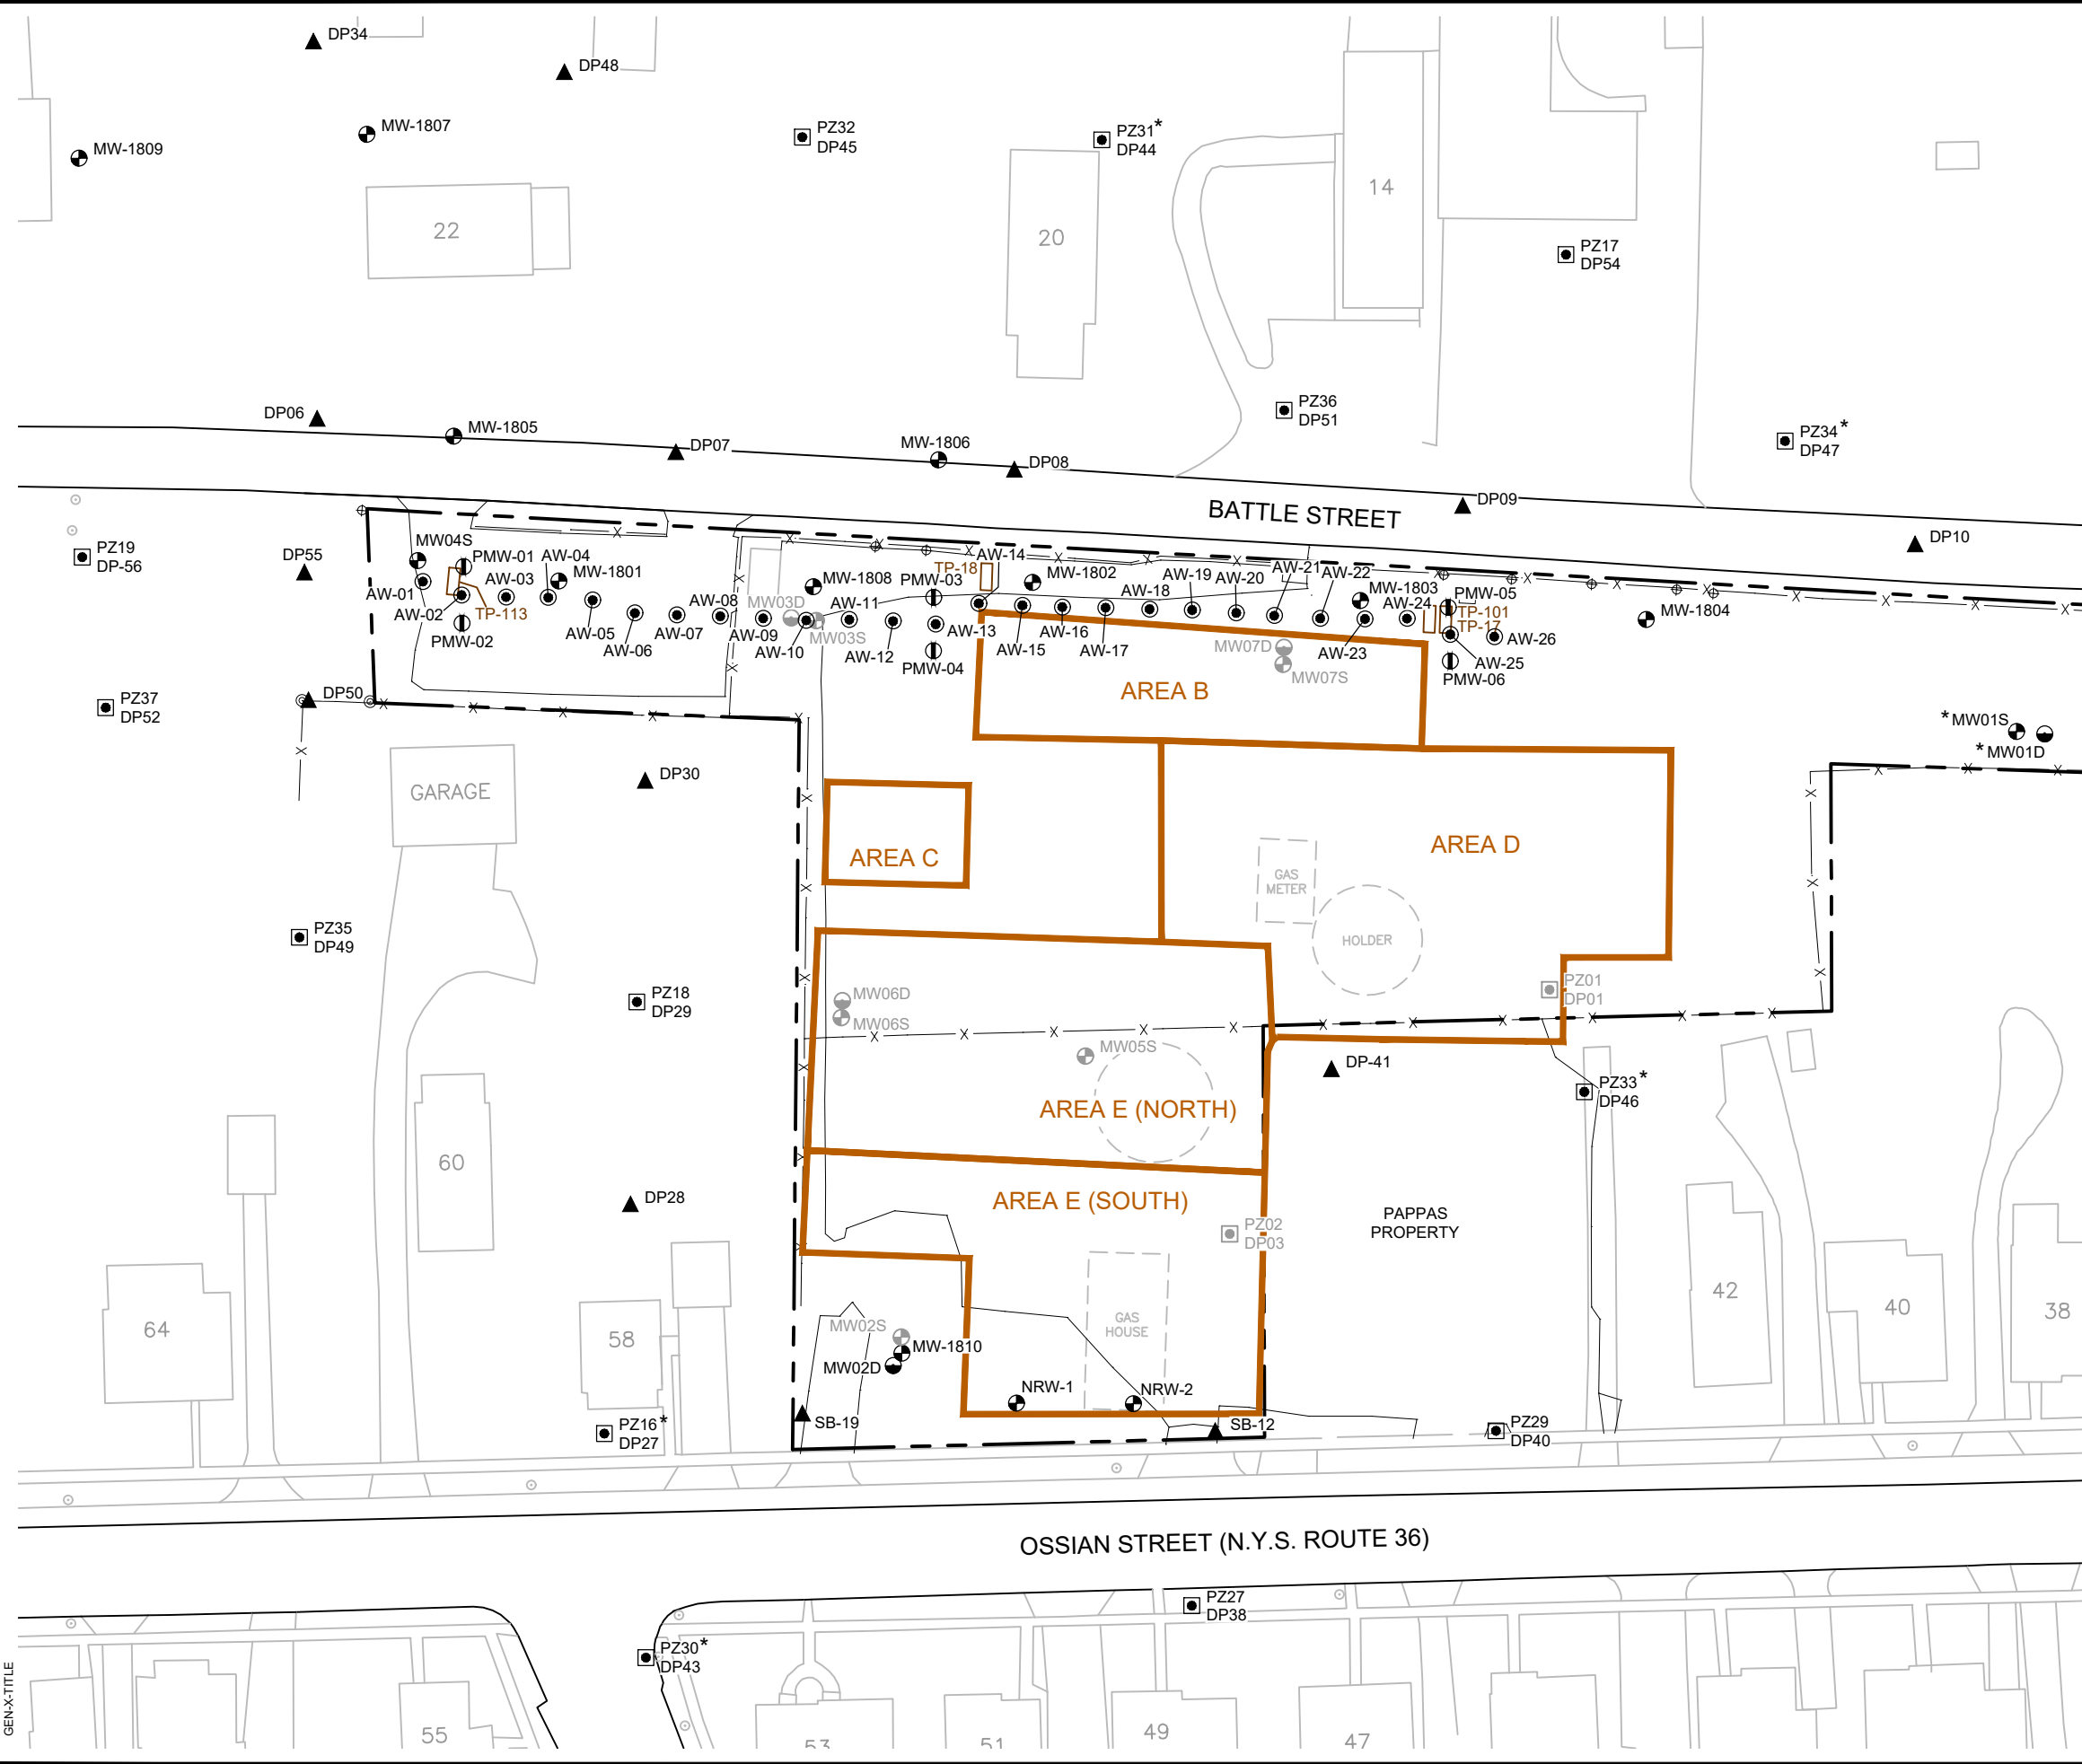 DP34
DP48
MW-1809
MW-1807
PZ32
DP45
PZ31*
DP44
14
22
20
PZ17
DP54
DP06
MW-1805
DP07
MW-1806
DP08
PZ36
DP51
PZ34*
DP47
BATTLE STREET
DP09
DP10
PZ19
DP-56
DP55
MW04S
PMW-01
AW-04
AW-03
MW-1801
AW-01
AW-02
TP-113
PMW-02
AW-05
AW-06
AW-07
AW-08
AW-09
MW03D
MW03S
AW-10
MW-1808
AW-11
AW-12
PMW-03
AW-13
PMW-04
TP-18
AW-14
MW-1802
AW-15
AW-16
AW-17
AW-18
AW-19
AW-20
AW-21
AW-22
MW-1803
AW-23
AW-24
PMW-05
TP-101
TP-17
AW-26
AW-25
PMW-06
MW-1804
MW07D
MW07S
AREA B
PZ37
DP52
DP50
*MW01S
*MW01D
GARAGE
DP30
AREA C
AREA D
GAS
METER
HOLDER
PZ35
DP49
PZ18
DP29
MW06D
MW06S
PZ01
DP01
MW05S
DP-41
PZ33*
DP46
AREA E (NORTH)
60
DP28
AREA E (SOUTH)
PZ02
DP03
PAPPAS
PROPERTY
64
58
GAS
HOUSE
42
40
38
MW02S
MW-1810
MW02D
NRW-1
NRW-2
SB-19
SB-12
PZ16*
DP27
PZ29
DP40
OSSIAN STREET (N.Y.S. ROUTE 36)
PZ27
DP38
PZ30*
DP43
GEN-X-TITLE
55
53
51
49
47